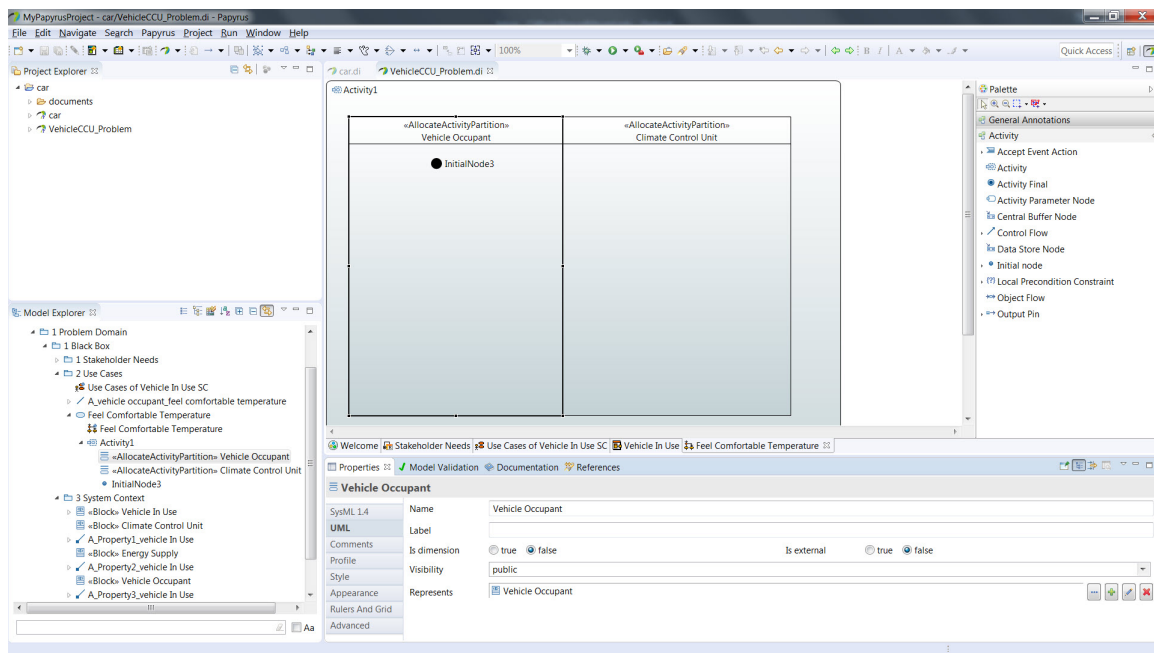 MyPapyrusProject - car/VehicleCCU_Problem.di - Papyrus
File Edit Navigate Search Papyrus Project Run Window Help
100%
B I A
Quick Access
Project Explorer
car
documents
car
VehicleCCU_Problem
car.di VehicleCCU_Problem.di
Activity1
«AllocateActivityPartition»
Vehicle Occupant
«AllocateActivityPartition»
Climate Control Unit
InitialNode3
Palette
General Annotations
Activity
Accept Event Action
Activity
Activity Final
Activity Parameter Node
Central Buffer Node
Control Flow
Data Store Node
Initial node
Local Precondition Constraint
Object Flow
Output Pin
Model Explorer
1 Problem Domain
1 Black Box
1 Stakeholder Needs
2 Use Cases
Use Cases of Vehicle In Use SC
A_vehicle occupant_feel comfortable temperature
Feel Comfortable Temperature
Feel Comfortable Temperature
Activity1
«AllocateActivityPartition» Vehicle Occupant
«AllocateActivityPartition» Climate Control Unit
InitialNode3
3 System Context
«Block» Vehicle In Use
«Block» Climate Control Unit
A_Property1_vehicle in Use
«Block» Energy Supply
A_Property2_vehicle in Use
«Block» Vehicle Occupant
A_Property3_vehicle in Use
Aa
Welcome Stakeholder Needs Use Cases of Vehicle In Use SC Vehicle In Use Feel Comfortable Temperature
Properties Model Validation Documentation References
Vehicle Occupant
SysML 1.4
UML
Comments
Profile
Style
Appearance
Rulers And Grid
Advanced
Name Vehicle Occupant
Label
Is dimension true false Is external true false
Visibility public
Represents Vehicle Occupant